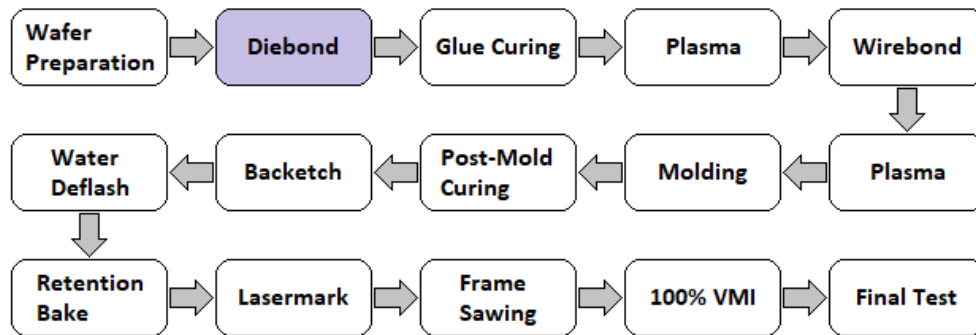 Wafer
Preparation
Diebond
Glue Curing
Plasma
Wirebond
Water
Deflash
Backetch
Post-Mold
Curing
Molding
Plasma
Retention
Bake
Lasermark
Frame
Sawing
100% VMI
Final Test